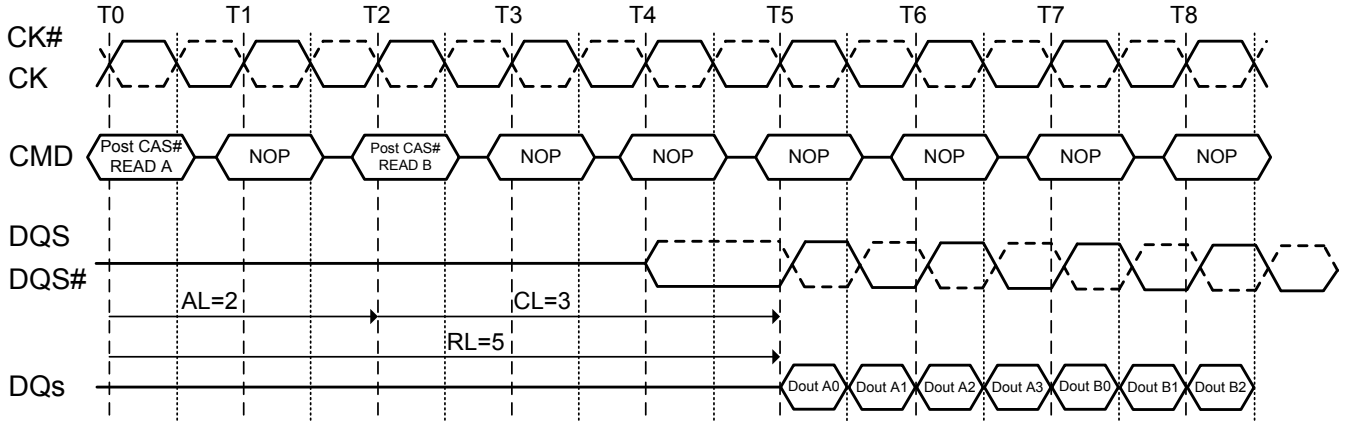 T0 T1 T2 T3 T4 T5 T6 T7 T8
CK#
CK
CMD Post CAS# READ A NOP Post CAS# READ B NOP NOP NOP NOP NOP NOP
DQS
DQS#
AL=2 CL=3
RL=5
DQs Dout A0 Dout A1 Dout A2 Dout A3 Dout B0 Dout B1 Dout B2